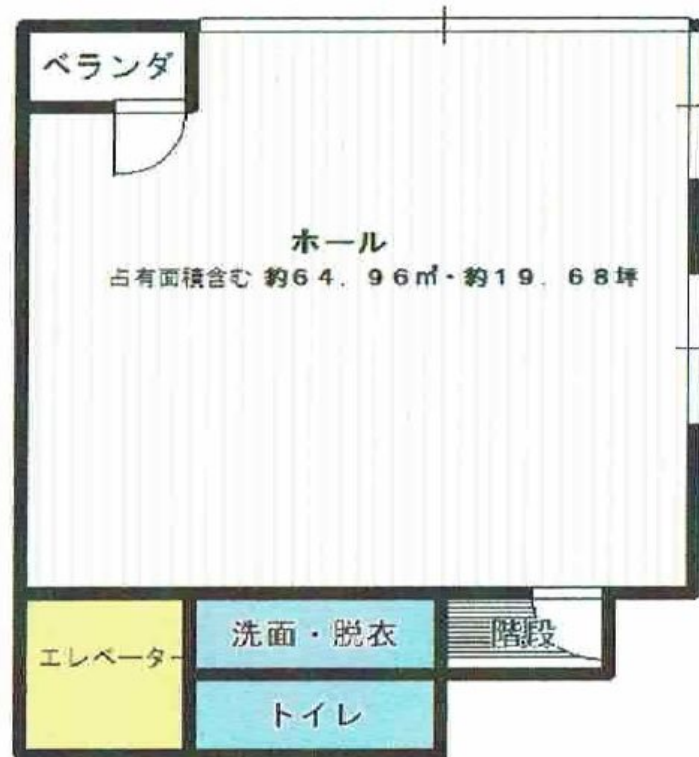 ベランダ
ホール
占有面積含む 約64.96㎡・約19.68坪
洗面・脱衣
階段
エレベーター
トイレ